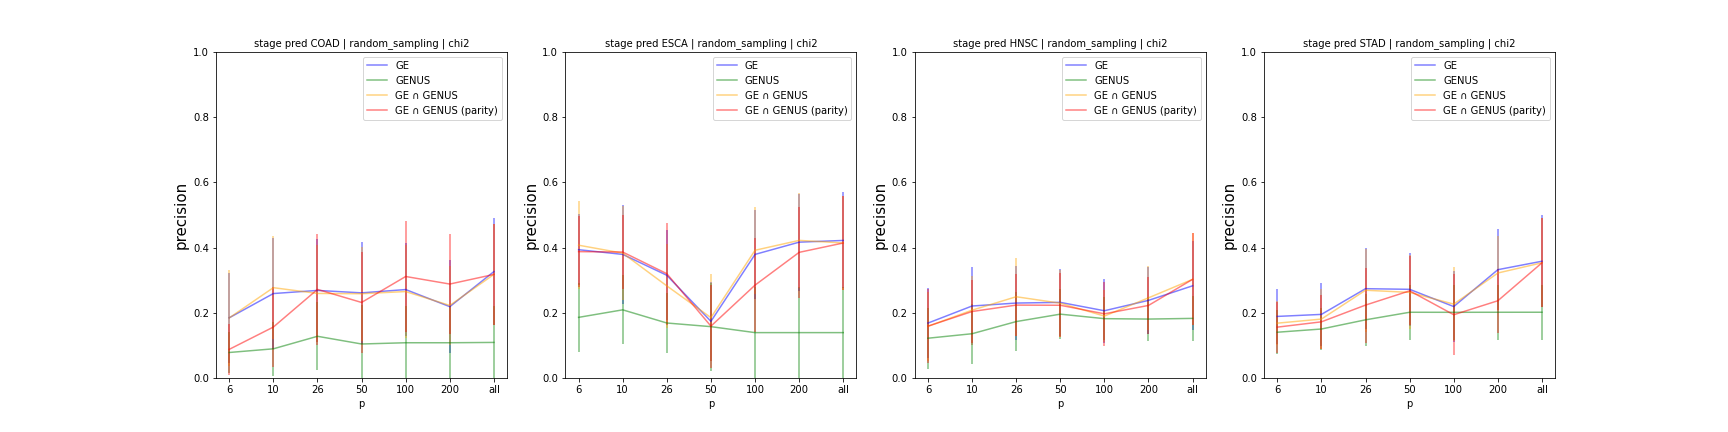 stage pred COAD | random_sampling | chi2
1.0
0.8
0.6
0.4
0.2
0.0
precision
GE
GENUS
GE ∩ GENUS
GE ∩ GENUS (parity)
6 10 26 50 100 200 all
p
stage pred ESCA | random_sampling | chi2
1.0
0.8
0.6
0.4
0.2
0.0
precision
GE
GENUS
GE ∩ GENUS
GE ∩ GENUS (parity)
6 10 26 50 100 200 all
p
stage pred HNSC | random_sampling | chi2
1.0
0.8
0.6
0.4
0.2
0.0
precision
GE
GENUS
GE ∩ GENUS
GE ∩ GENUS (parity)
6 10 26 50 100 200 all
p
stage pred STAD | random_sampling | chi2
1.0
0.8
0.6
0.4
0.2
0.0
precision
GE
GENUS
GE ∩ GENUS
GE ∩ GENUS (parity)
6 10 26 50 100 200 all
p